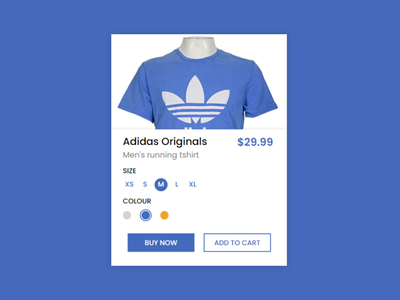 Adidas Originals
$29.99
Men's running tshirt
SIZE
XS S M L XL
COLOUR
BUY NOW
ADD TO CART